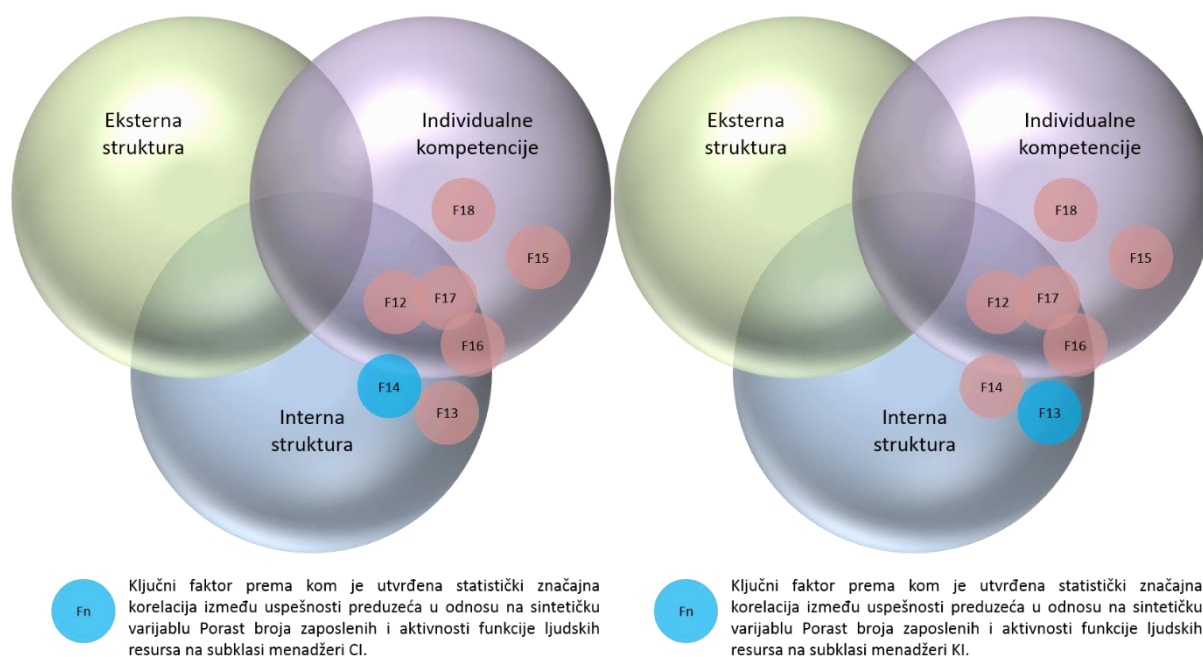 Eksterna
struktura
Individualne
kompetencije
F18
F15
F12
F17
F16
F14
F13
Interna
struktura
Fn
Ključni faktor prema kom je utvrđena statistički značajna
korelacija između uspešnosti preduzeća u odnosu na sintetičku
varijablu Porast broja zaposlenih i aktivnosti funkcije ljudskih
resursa na subklasi menadžeri CI.
Eksterna
struktura
Individualne
kompetencije
F18
F15
F12
F17
F16
F14
F13
Interna
struktura
Fn
Ključni faktor prema kom je utvrđena statistički značajna
korelacija između uspešnosti preduzeća u odnosu na sintetičku
varijablu Porast broja zaposlenih i aktivnosti funkcije ljudskih
resursa na subklasi menadžeri KI.